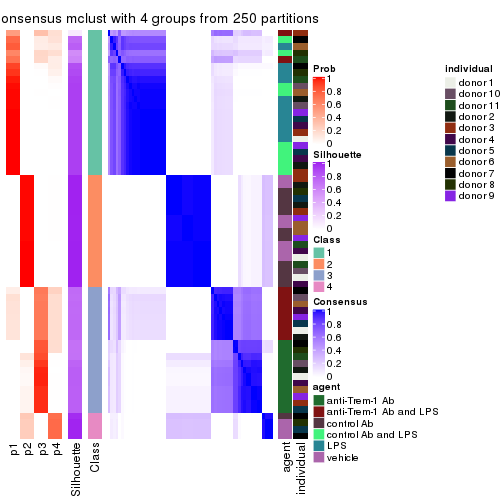 onsensus mclust with 4 groups from 250 partitions
Prob
1
0.8
0.6
0.4
0.2
0
Silhouette
1
0.8
0.6
0.4
0.2
0
Class
1
2
3
4
Consensus
1
0.8
0.6
0.4
0.2
0
agent
anti-Trem-1 Ab
anti-Trem-1 Ab and LPS
control Ab
control Ab and LPS
LPS
vehicle
individual
donor 1
donor 10
donor 11
donor 2
donor 3
donor 4
donor 5
donor 6
donor 7
donor 8
donor 9
p1
p2
p3
p4
Silhouette
Class
agent
individual